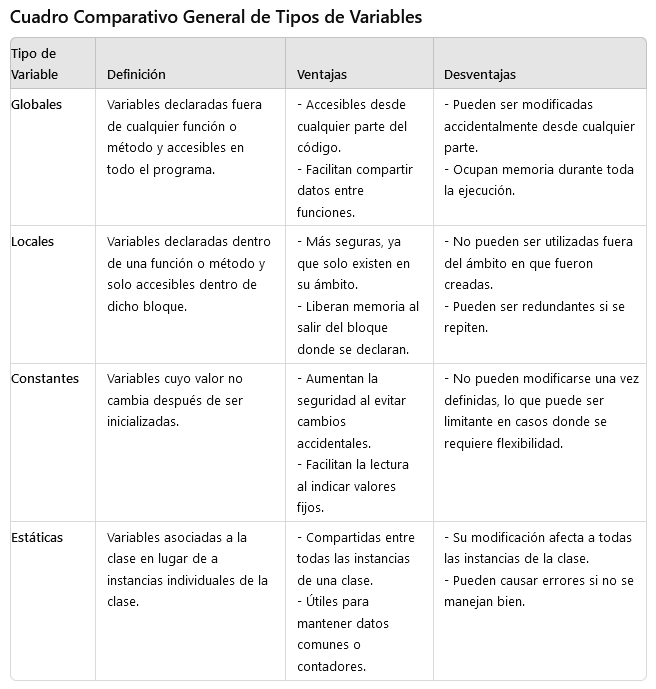 Cuadro Comparativo General de Tipos de Variables
Tipo de
Variable
Definición
Ventajas
Desventajas
Globales
Variables declaradas fuera
de cualquier función o
método y accesibles en
todo el programa.
- Accesibles desde
cualquier parte del
código.
- Facilitan compartir
datos entre
funciones.
- Pueden ser modificadas
accidentalmente desde cualquier
parte.
- Ocupan memoria durante toda
la ejecución.
Locales
Variables declaradas dentro
de una función o método y
solo accesibles dentro de
dicho bloque.
- Más seguras, ya
que solo existen en
su ámbito.
- Liberan memoria al
salir del bloque
donde se declaran.
- No pueden ser utilizadas fuera
del ámbito en que fueron
creadas.
- Pueden ser redundantes si se
repiten.
Constantes
Variables cuyo valor no
cambia después de ser
inicializadas.
- Aumentan la
seguridad al evitar
cambios
accidentales.
- Facilitan la lectura
al indicar valores
fijos.
- No pueden modificarse una vez
definidas, lo que puede ser
limitante en casos donde se
requiere flexibilidad.
Estáticas
Variables asociadas a la
clase en lugar de a
instancias individuales de la
clase.
- Compartidas entre
todas las instancias
de una clase.
- Útiles para
mantener datos
comunes o
contadores.
- Su modificación afecta a todas
las instancias de la clase.
- Pueden causar errores si no se
manejan bien.